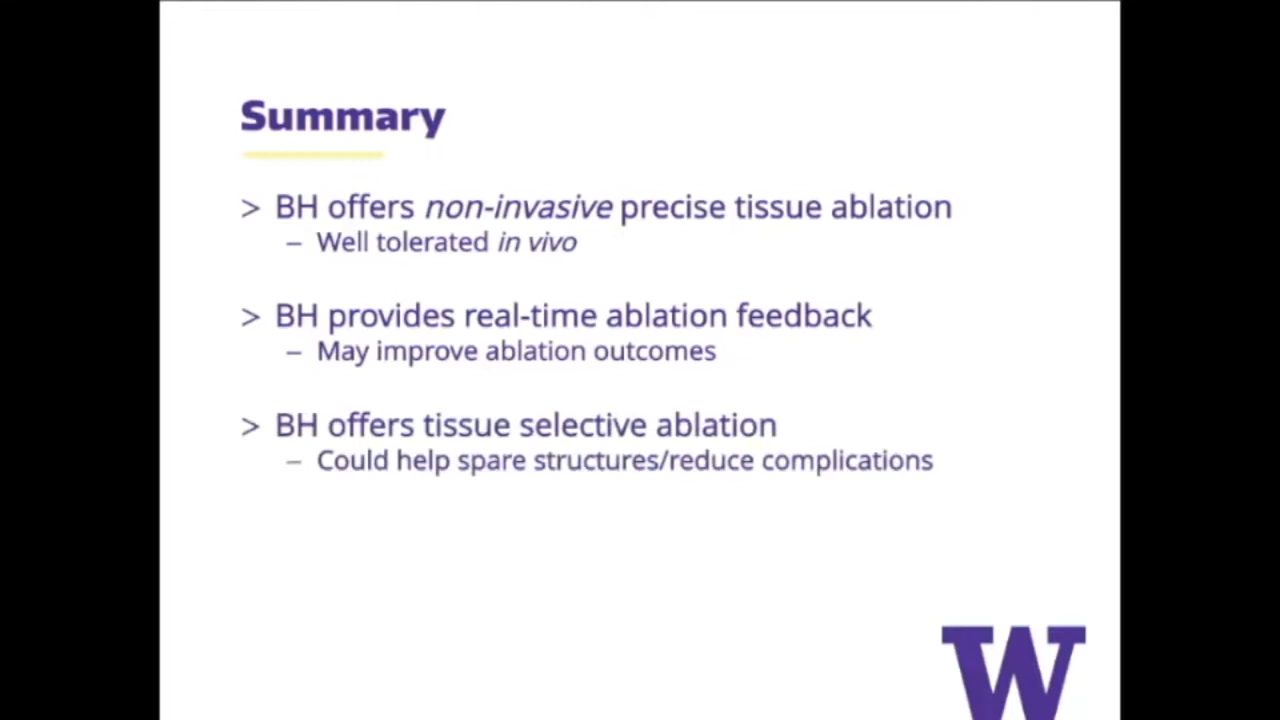 Summary
> BH offers non-invasive precise tissue ablation
– Well tolerated in vivo
> BH provides real-time ablation feedback
– May improve ablation outcomes
> BH offers tissue selective ablation
– Could help spare structures/reduce complications
W